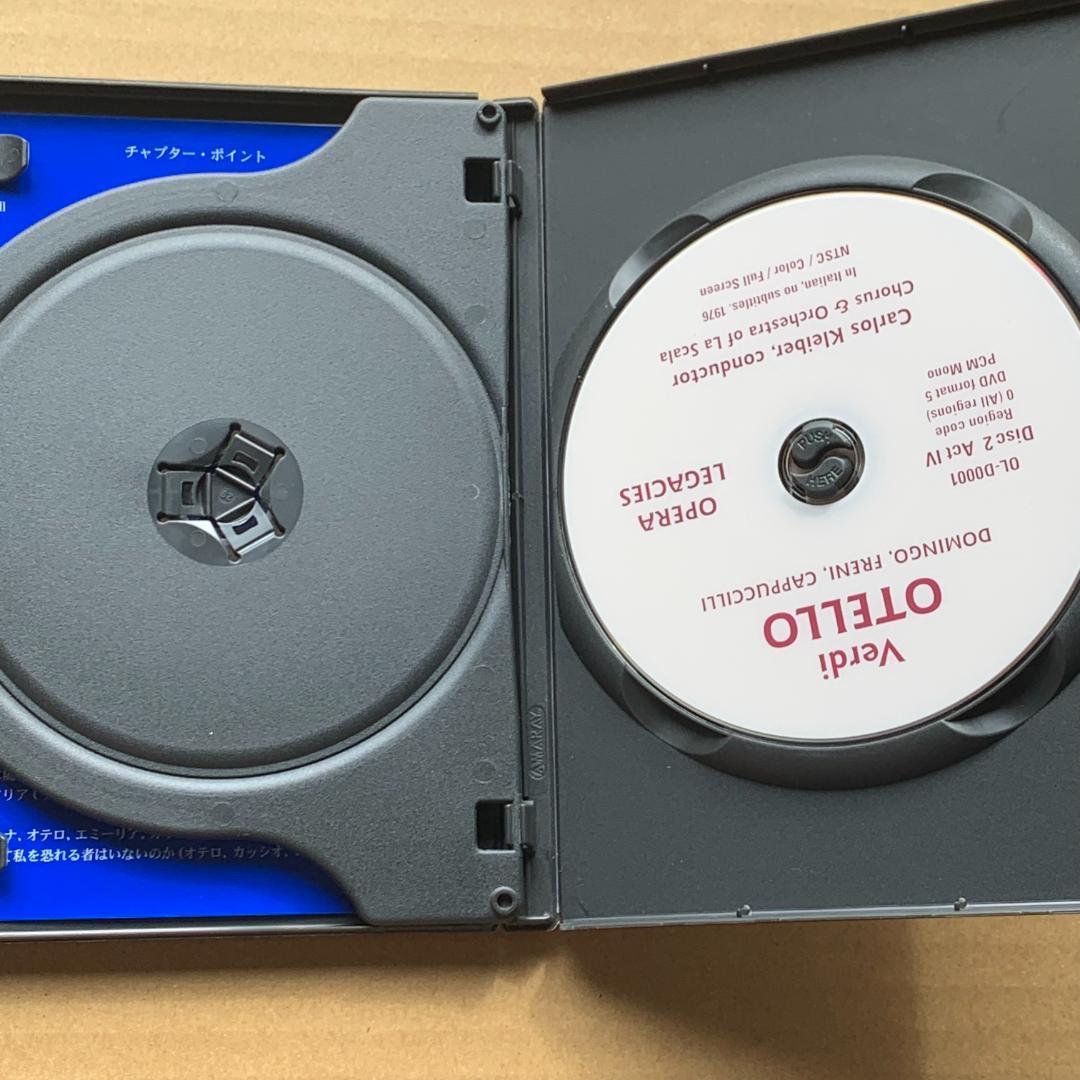 チャプター・ポイント
Verdi
OTELLO
DOMINGO, FRENI, CAPPUCCILLI
OPERA
LEGACIES
OL-D0001
Disc 2 Act IV
Region code
0 (All regions)
DVD format 5
PCM Mono
Carlos Kleiber, conductor
Chorus & Orchestra of La Scala
In Italian, no subtitles. 1976
NTSC / Color / Full Screen
PUSH
HERE
AMARAY
ナ、オテロ、エミーリア、
て私を恐れる者はいないのか (オテロ、カッシオ、